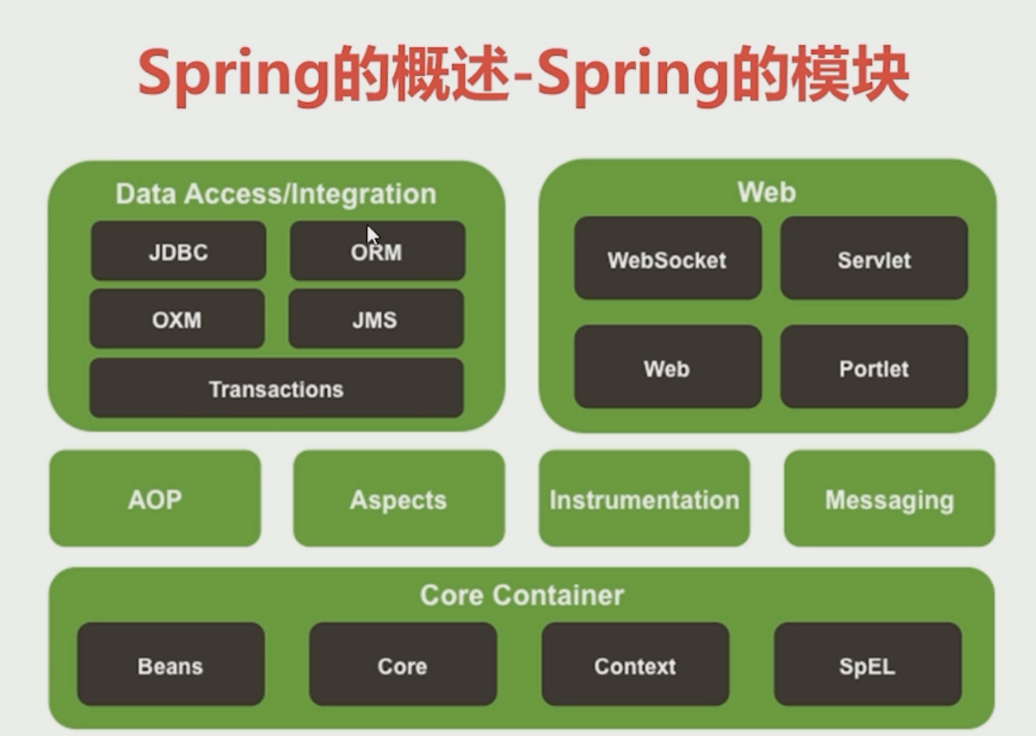 Spring的概述-Spring的模块
Data Access/Integration
JDBC
ORM
OXM
JMS
Transactions
Web
WebSocket
Servlet
Web
Portlet
AOP
Aspects
Instrumentation
Messaging
Core Container
Beans
Core
Context
SpEL